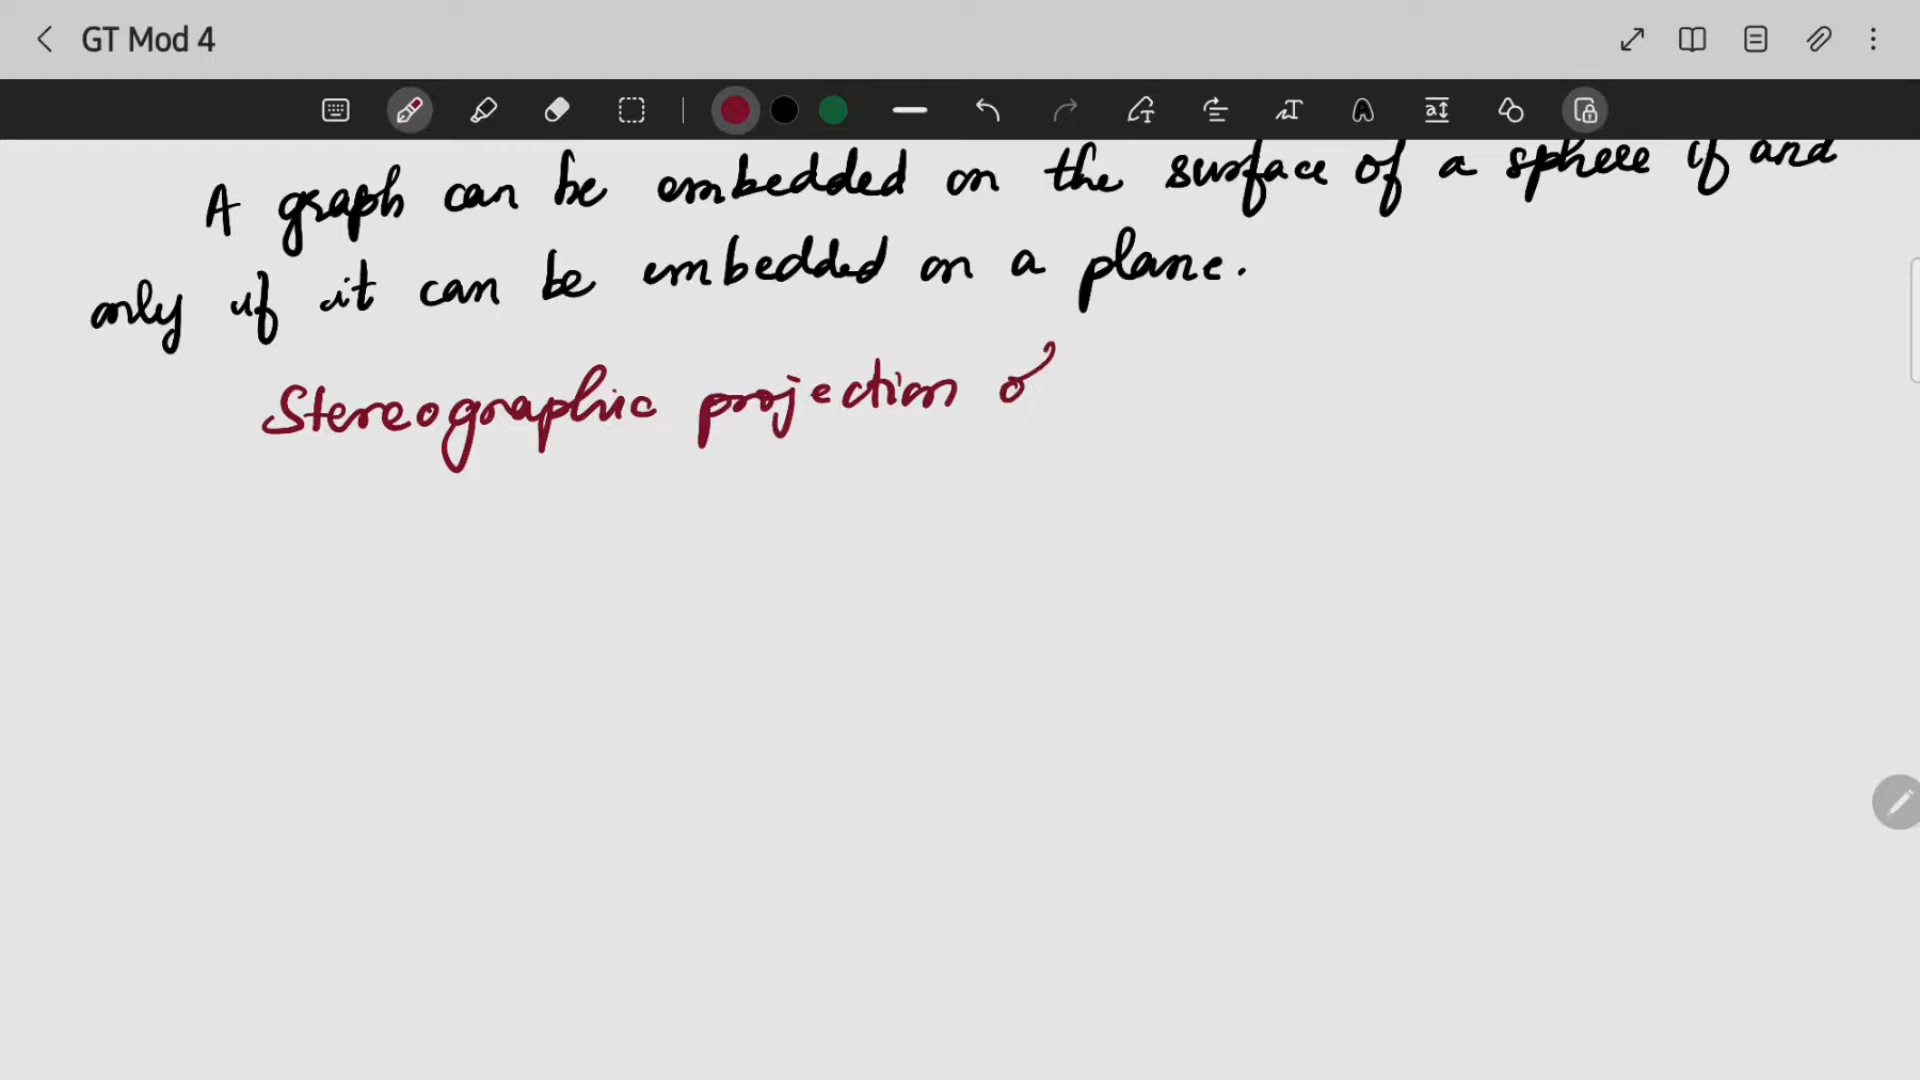 GT Mod 4
A graph can be embedded on the surface of a sphere if and
only if it can be embedded on a plane.
Stereographic projection o